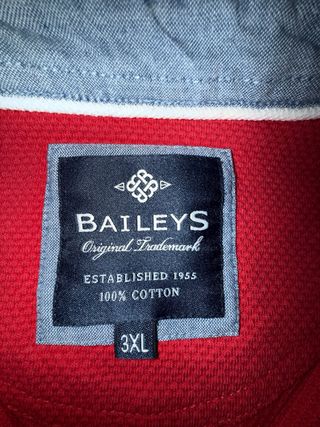 BAILEYS
Original Trademark
ESTABLISHED 1955
100% COTTON
3XL